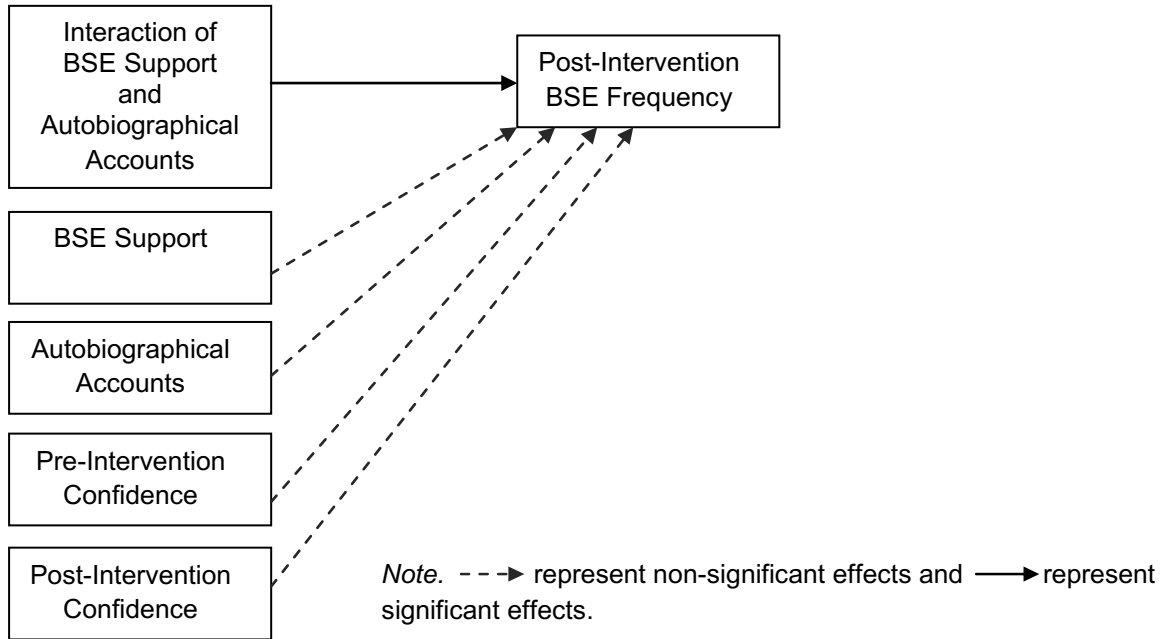 Interaction of
BSE Support
and
Autobiographical
Accounts
Post-Intervention
BSE Frequency
BSE Support
Autobiographical
Accounts
Pre-Intervention
Confidence
Post-Intervention
Confidence
Note. represent non-significant effects and represent
significant effects.